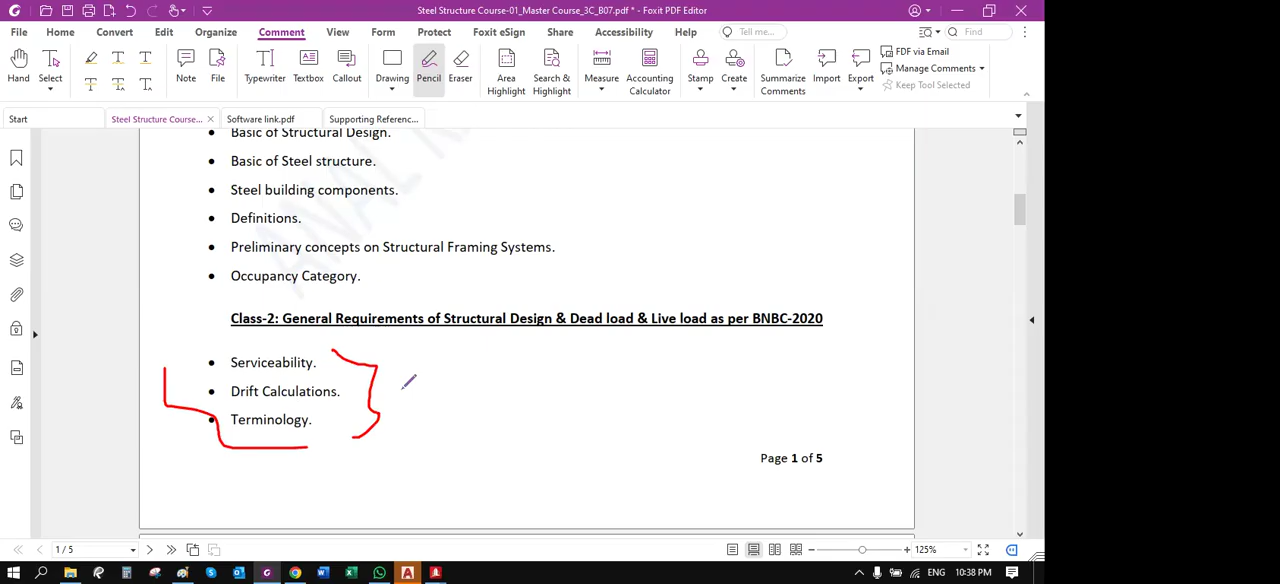 Steel Structure Course-01_Master Course_3C_B07.pdf * - Foxit PDF Editor
File Home Convert Edit Organize Comment View Form Protect Foxit eSign Share Accessibility Help Tell me... Find
Hand Select Note File Typewriter Textbox Callout Drawing Pencil Eraser Area Highlight Search & Highlight Measure Accounting Calculator Stamp Create Summarize Comments Import Export
FDF via Email
Manage Comments
Keep Tool Selected
Start Steel Structure Course... Software link.pdf Supporting Referenc...
Basic of Structural Design.
Basic of Steel structure.
Steel building components.
Definitions.
Preliminary concepts on Structural Framing Systems.
Occupancy Category.
Class-2: General Requirements of Structural Design & Dead load & Live load as per BNBC-2020
Serviceability.
Drift Calculations.
Terminology.
Page 1 of 5
1 / 5 125%
ENG 10:38 PM